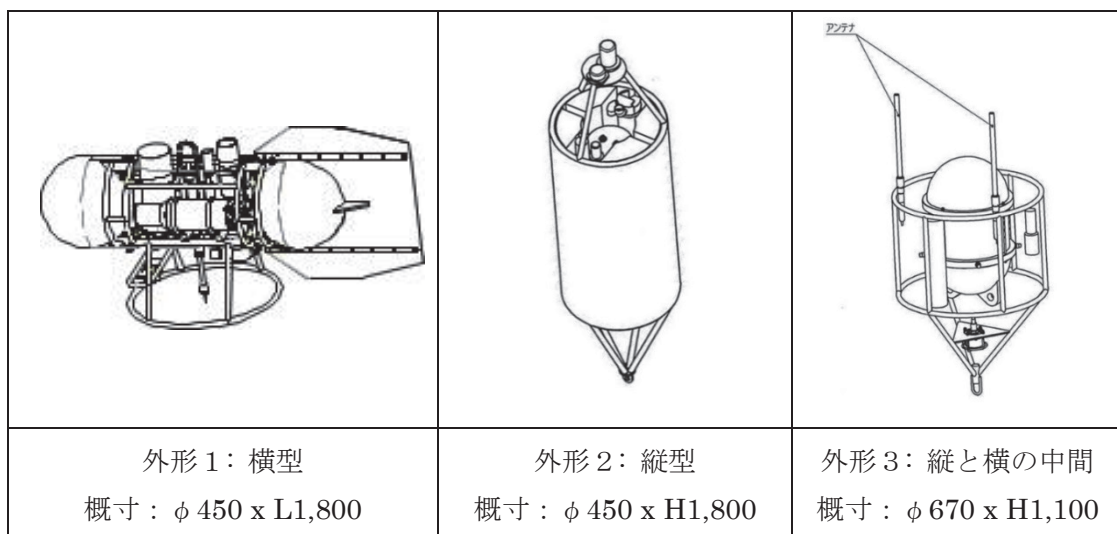 アンテナ
外形 1：横型
概寸：φ450 x L1,800
外形 2：縦型
概寸：φ450 x H1,800
外形 3：縦と横の中間
概寸：φ670 x H1,100